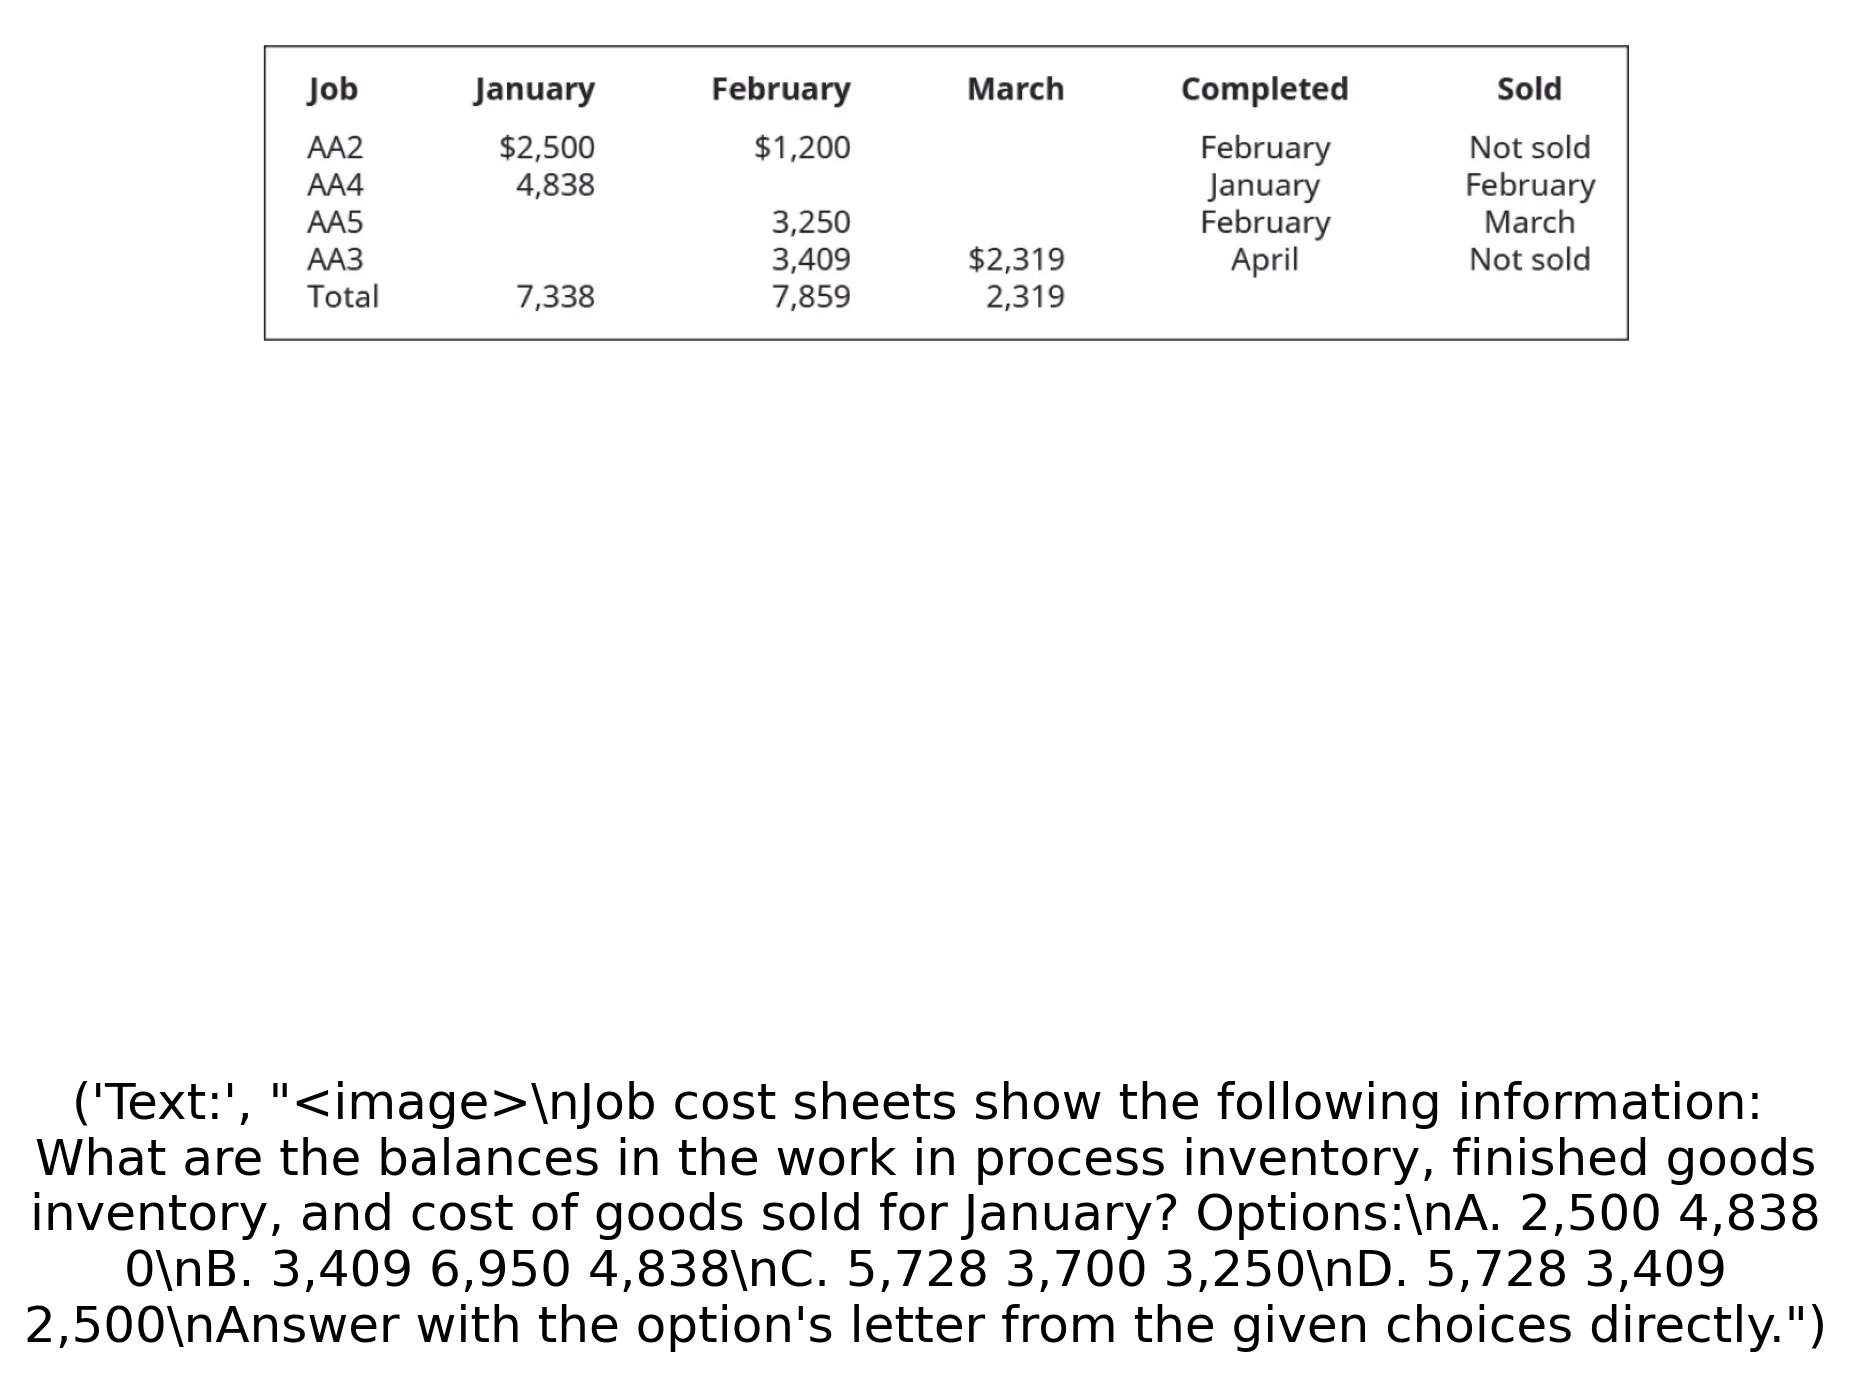 Job January February March Completed Sold
AA2 $2,500 $1,200 February Not sold
AA4 4,838 January February
AA5 3,250 February March
AA3 3,409 $2,319 April Not sold
Total 7,338 7,859 2,319
('Text:', "<image>\nJob cost sheets show the following information:
What are the balances in the work in process inventory, finished goods
inventory, and cost of goods sold for January? Options:\nA. 2,500 4,838
0\nB. 3,409 6,950 4,838\nC. 5,728 3,700 3,250\nD. 5,728 3,409
2,500\nAnswer with the option's letter from the given choices directly.")